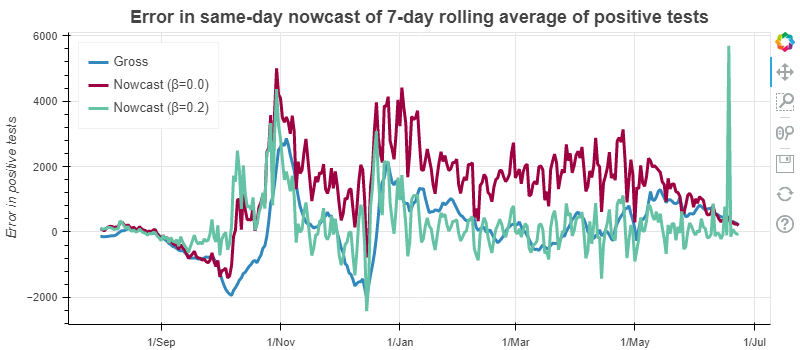 Error in same-day nowcast of 7-day rolling average of positive tests
Gross
Nowcast (β=0.0)
Nowcast (β=0.2)
Error in positive tests
6000
4000
2000
0
−2000
1/Sep
1/Nov
1/Jan
1/Mar
1/May
1/Jul